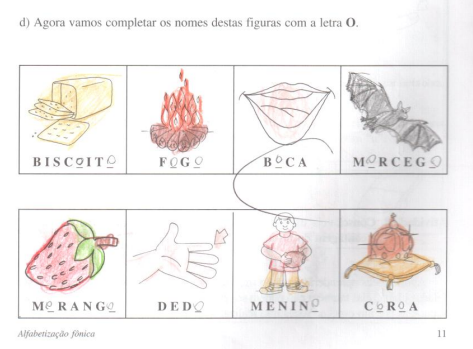 d) Agora vamos completar os nomes destas figuras com a letra O.
BISCOITO FOGO BOCA MORCEGO
MORANGO DEDO MENINO COROA
Alfabetização fônica 11